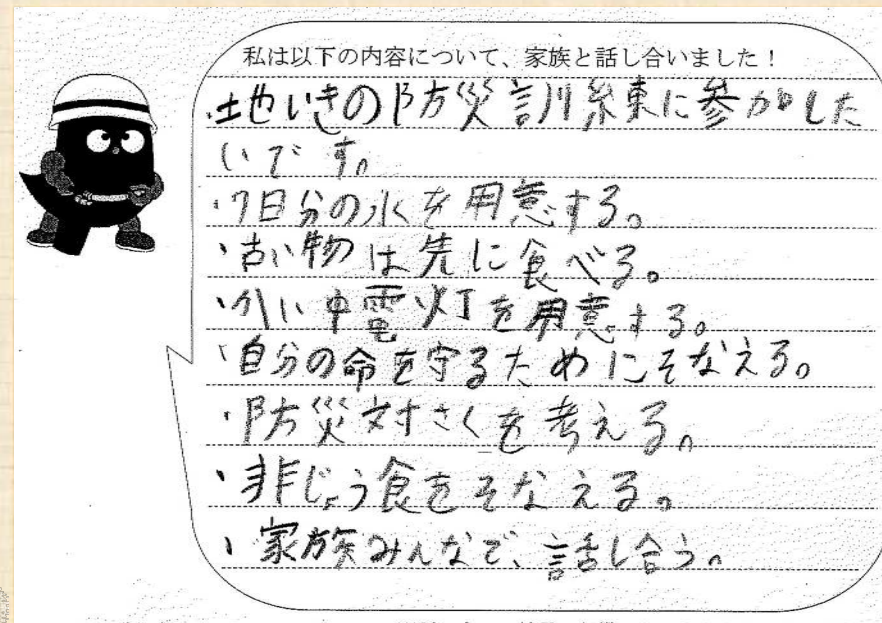 私は以下の内容について、家族と話し合いました！
・地いきの防災訓練に参加した
いです。
・7日分の水を用意する。
・古い物は先に食べる。
・かい中電灯を用意する。
・自分の命を守るためにそなえる。
・防災対さくを考える。
・非じょう食をそなえる。
・家族みんなで、話し合う。